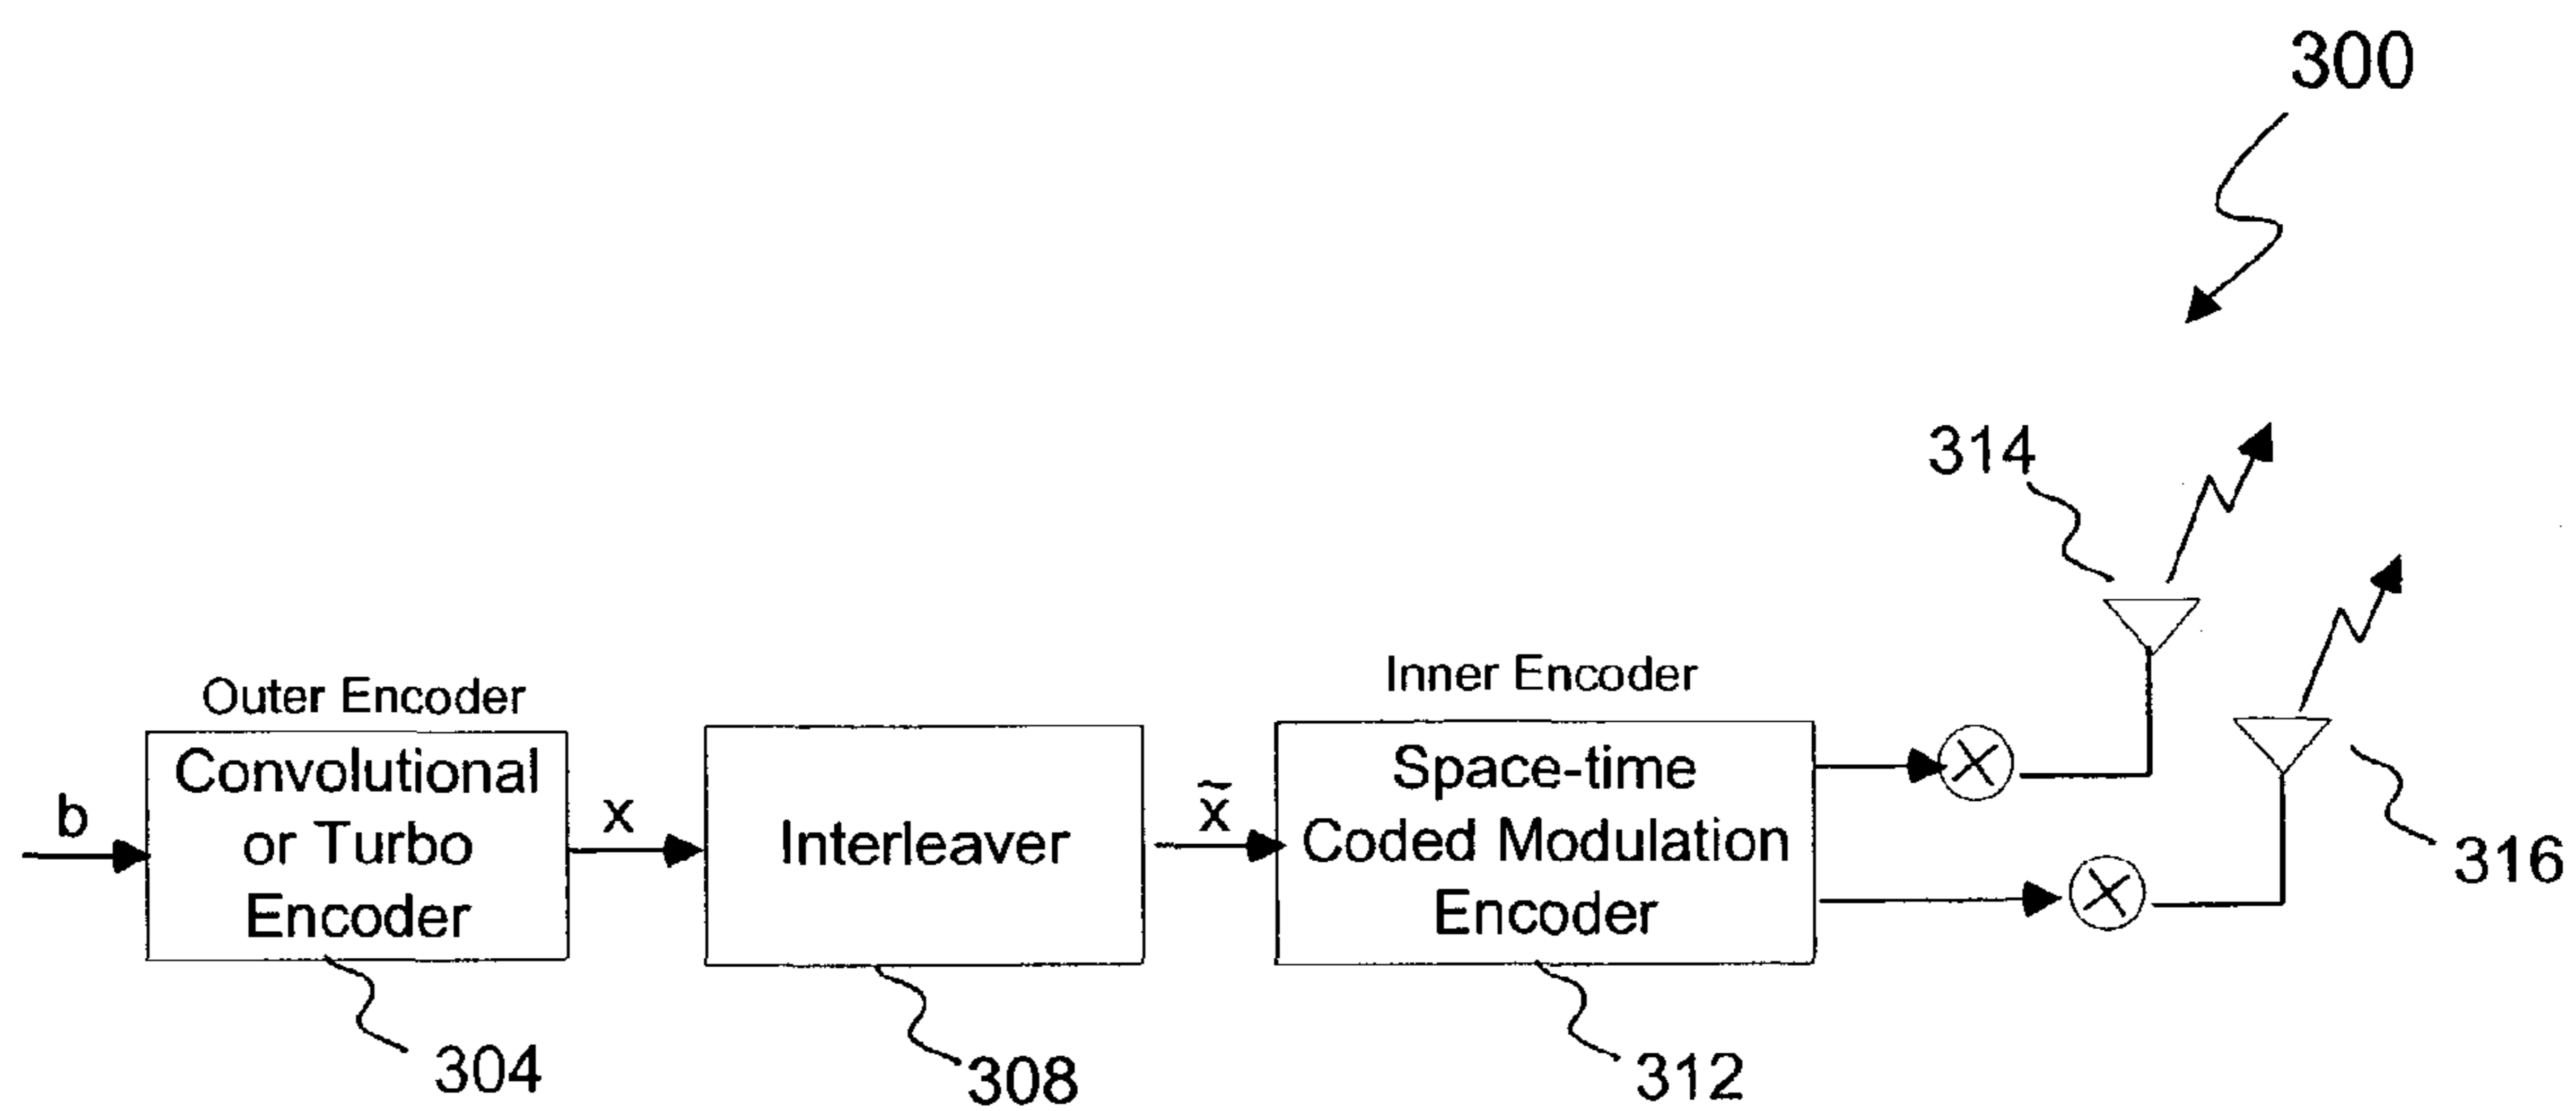 300
314
Inner Encoder
Outer Encoder
Convolutional
or Turbo
Encoder
b
x
Interleaver
x̃
Space-time
Coded Modulation
Encoder
316
304
308
312